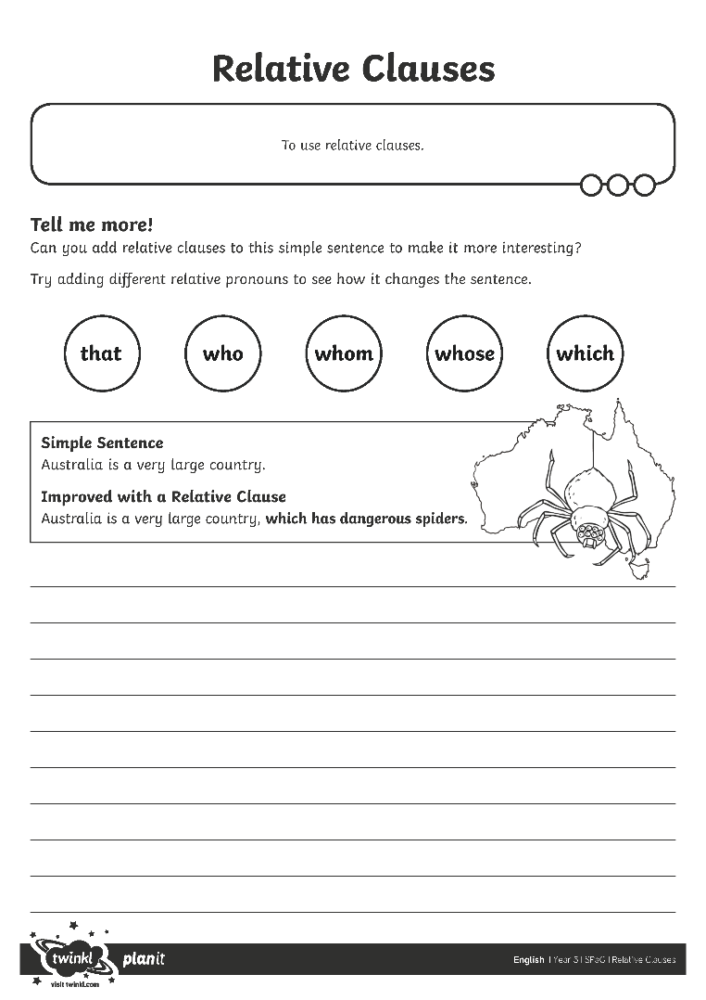 Relative Clauses
To use relative clauses.
Tell me more!
Can you add relative clauses to this simple sentence to make it more interesting?
Try adding different relative pronouns to see how it changes the sentence.
that who whom whose which
Simple Sentence
Australia is a very large country.
Improved with a Relative Clause
Australia is a very large country, which has dangerous spiders.
twinkl planit
visit twinkl.com
English | Year 5 | SPaG | Relative Clauses